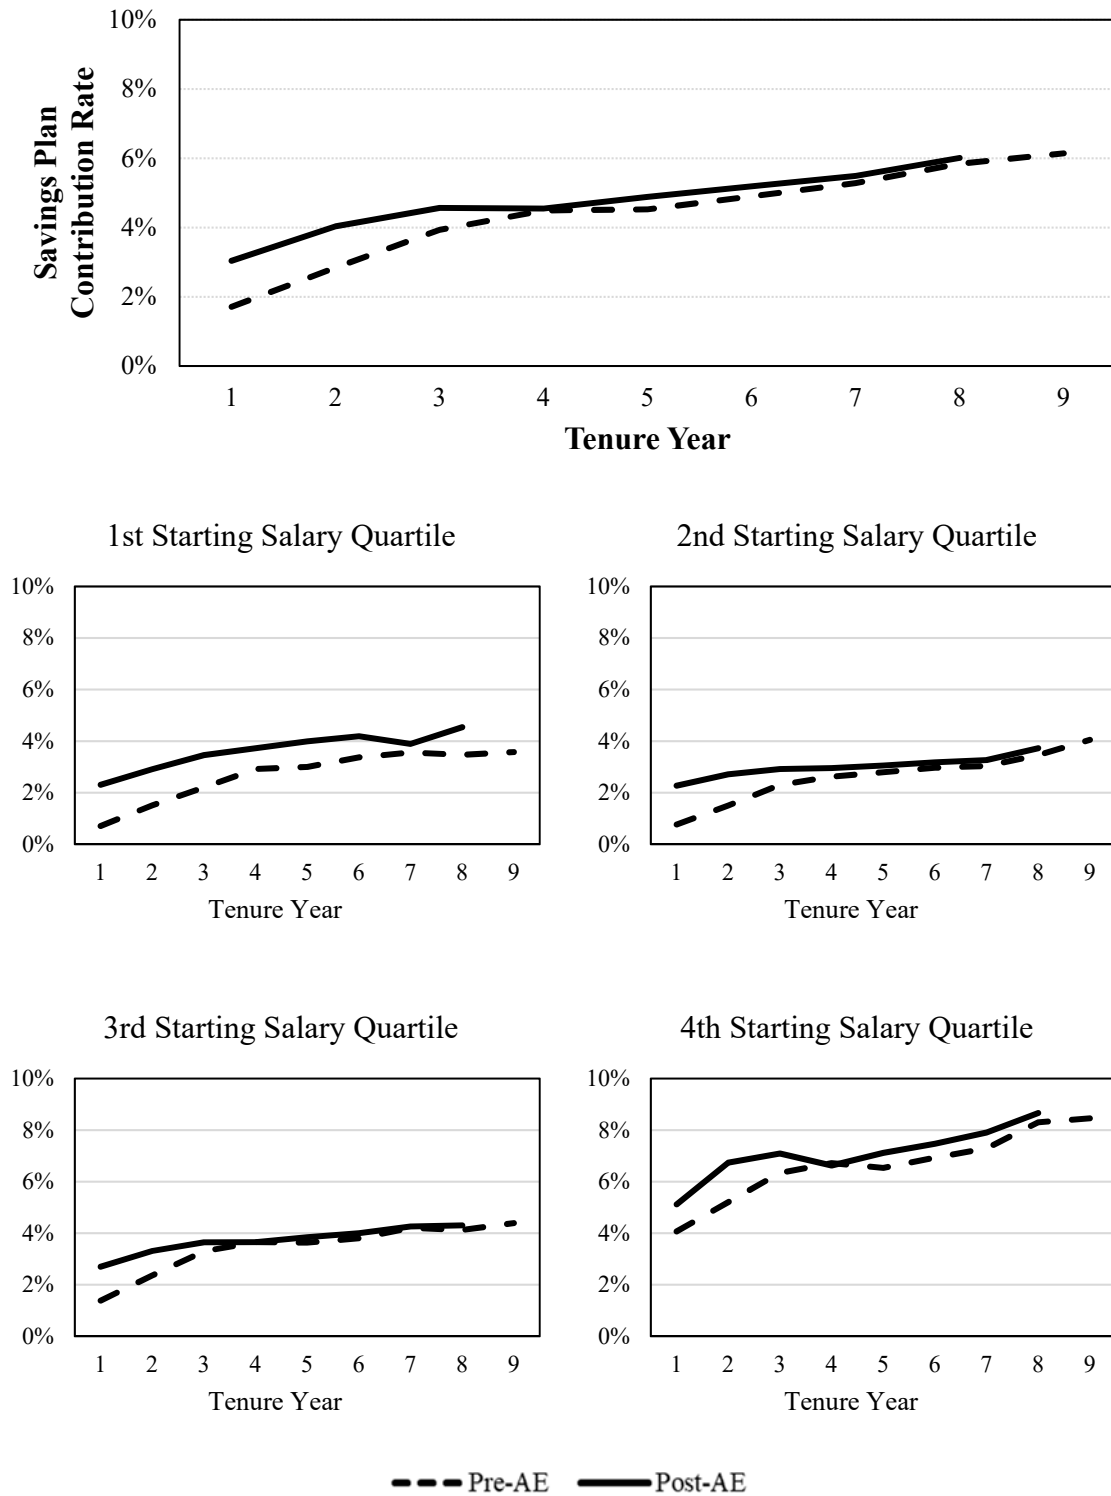 10%
8%
6%
4%
2%
0%
Savings Plan
Contribution Rate
1 2 3 4 5 6 7 8 9
Tenure Year
1st Starting Salary Quartile
10%
8%
6%
4%
2%
0%
1 2 3 4 5 6 7 8 9
Tenure Year
2nd Starting Salary Quartile
10%
8%
6%
4%
2%
0%
1 2 3 4 5 6 7 8 9
Tenure Year
3rd Starting Salary Quartile
10%
8%
6%
4%
2%
0%
1 2 3 4 5 6 7 8 9
Tenure Year
4th Starting Salary Quartile
10%
8%
6%
4%
2%
0%
1 2 3 4 5 6 7 8 9
Tenure Year
Pre-AE Post-AE